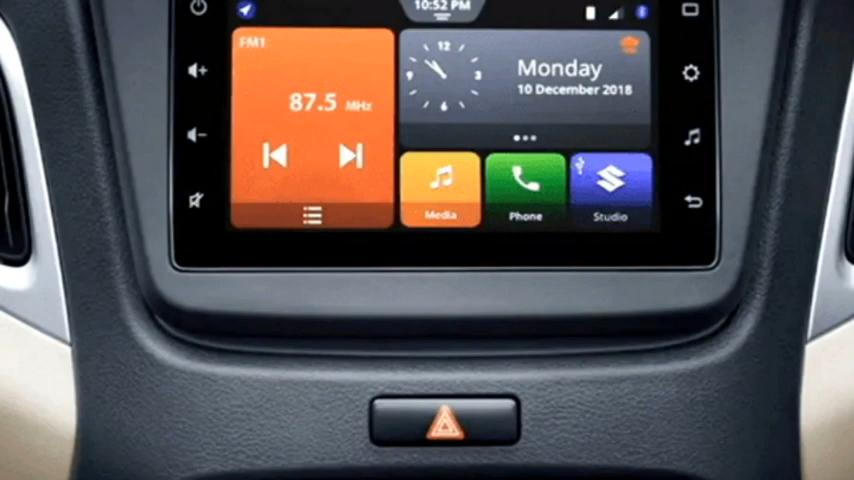 10:52 PM
FM1
87.5 MHz
12
9
3
6
Monday
10 December 2018
Media
Phone
Studio